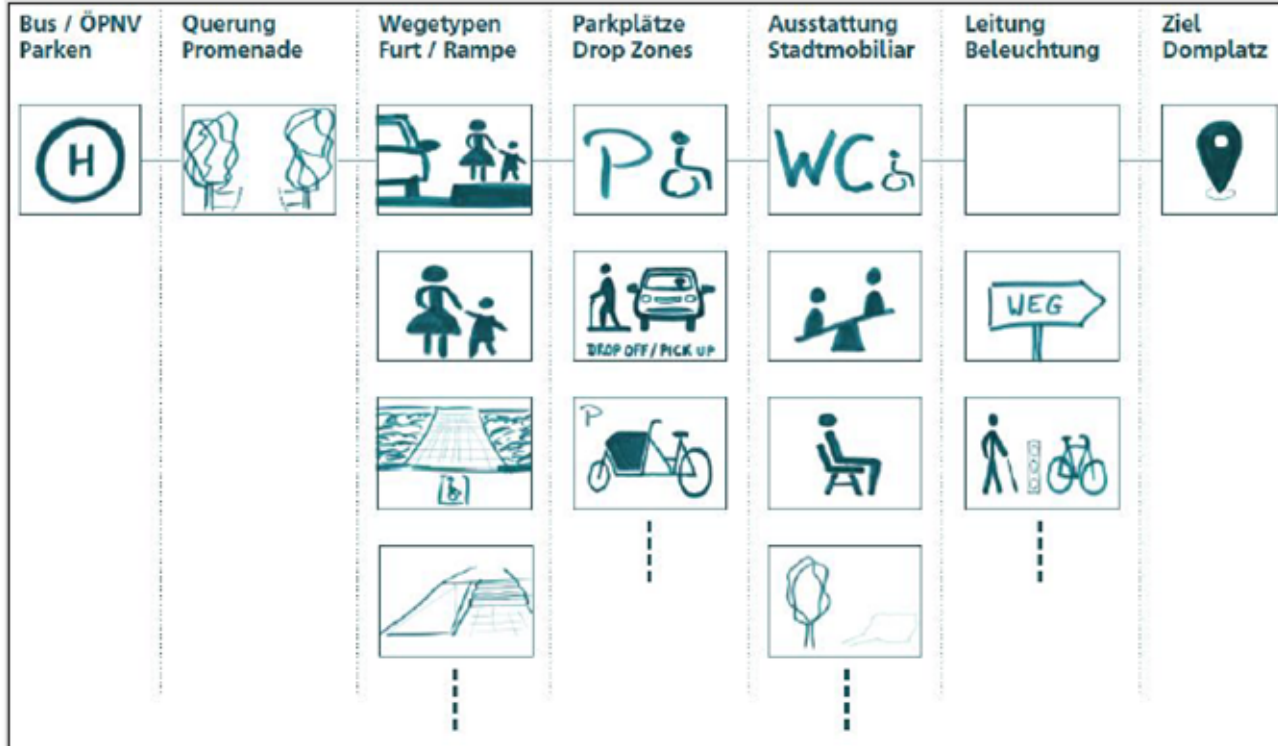 Bus / ÖPNV
Parken
Querung
Promenade
Wegetypen
Furt / Rampe
Parkplätze
Drop Zones
Ausstattung
Stadtmobiliar
Leitung
Beleuchtung
Ziel
Domplatz
H
P
WC
DROP OFF / PICK UP
WEG
P